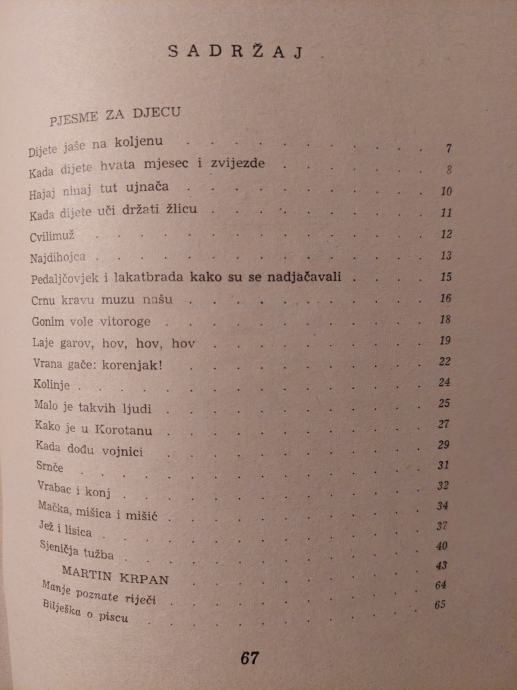 SADRŽAJ
PJESME ZA DJECU
Dijete jaše na koljenu . . . . . . . . . 7
Kada dijete hvata mjesec i zvijezde . . . . . . 8
Hajaj ninaj tut ujnača . . . . . . . . . 10
Kada dijete uči držati žlicu . . . . . . . . 11
Cvilimuž . . . . . . . . . . . . 12
Najdihojca . . . . . . . . . . . . 13
Pedaljčovjek i lakatbrada kako su se nadjačavali . . . . 15
Crnu kravu muzu našu . . . . . . . . . 16
Gonim vole vitoroge . . . . . . . . . 18
Laje garov, hov, hov, hov . . . . . . . . 19
Vrana gače: korenjak! . . . . . . . . . 22
Kolinje . . . . . . . . . . . . 24
Malo je takvih ljudi . . . . . . . . . . 25
Kako je u Korotanu . . . . . . . . . . 27
Kada dođu vojnici . . . . . . . . . . 29
Srnče . . . . . . . . . . . . . 31
Vrabac i konj . . . . . . . . . . . 32
Mačka, mišica i mišić . . . . . . . . . 34
Jež i lisica . . . . . . . . . . . . 37
Sjeničja tužba . . . . . . . . . . . 40
MARTIN KRPAN . . . . . . . . . 43
Manje poznate riječi . . . . . . . . . 64
Bilješka o piscu . . . . . . . . . . 65
67